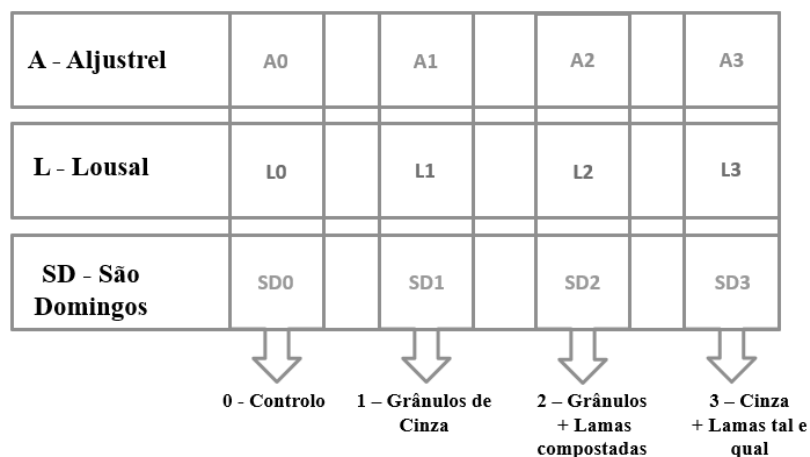 A - Aljustrel A0 A1 A2 A3
L - Lousal L0 L1 L2 L3
SD - São
Domingos
SD0 SD1 SD2 SD3
0 - Controlo
1 – Grânulos de
Cinza
2 – Grânulos
+ Lamas
compostadas
3 – Cinza
+ Lamas tal e
qual